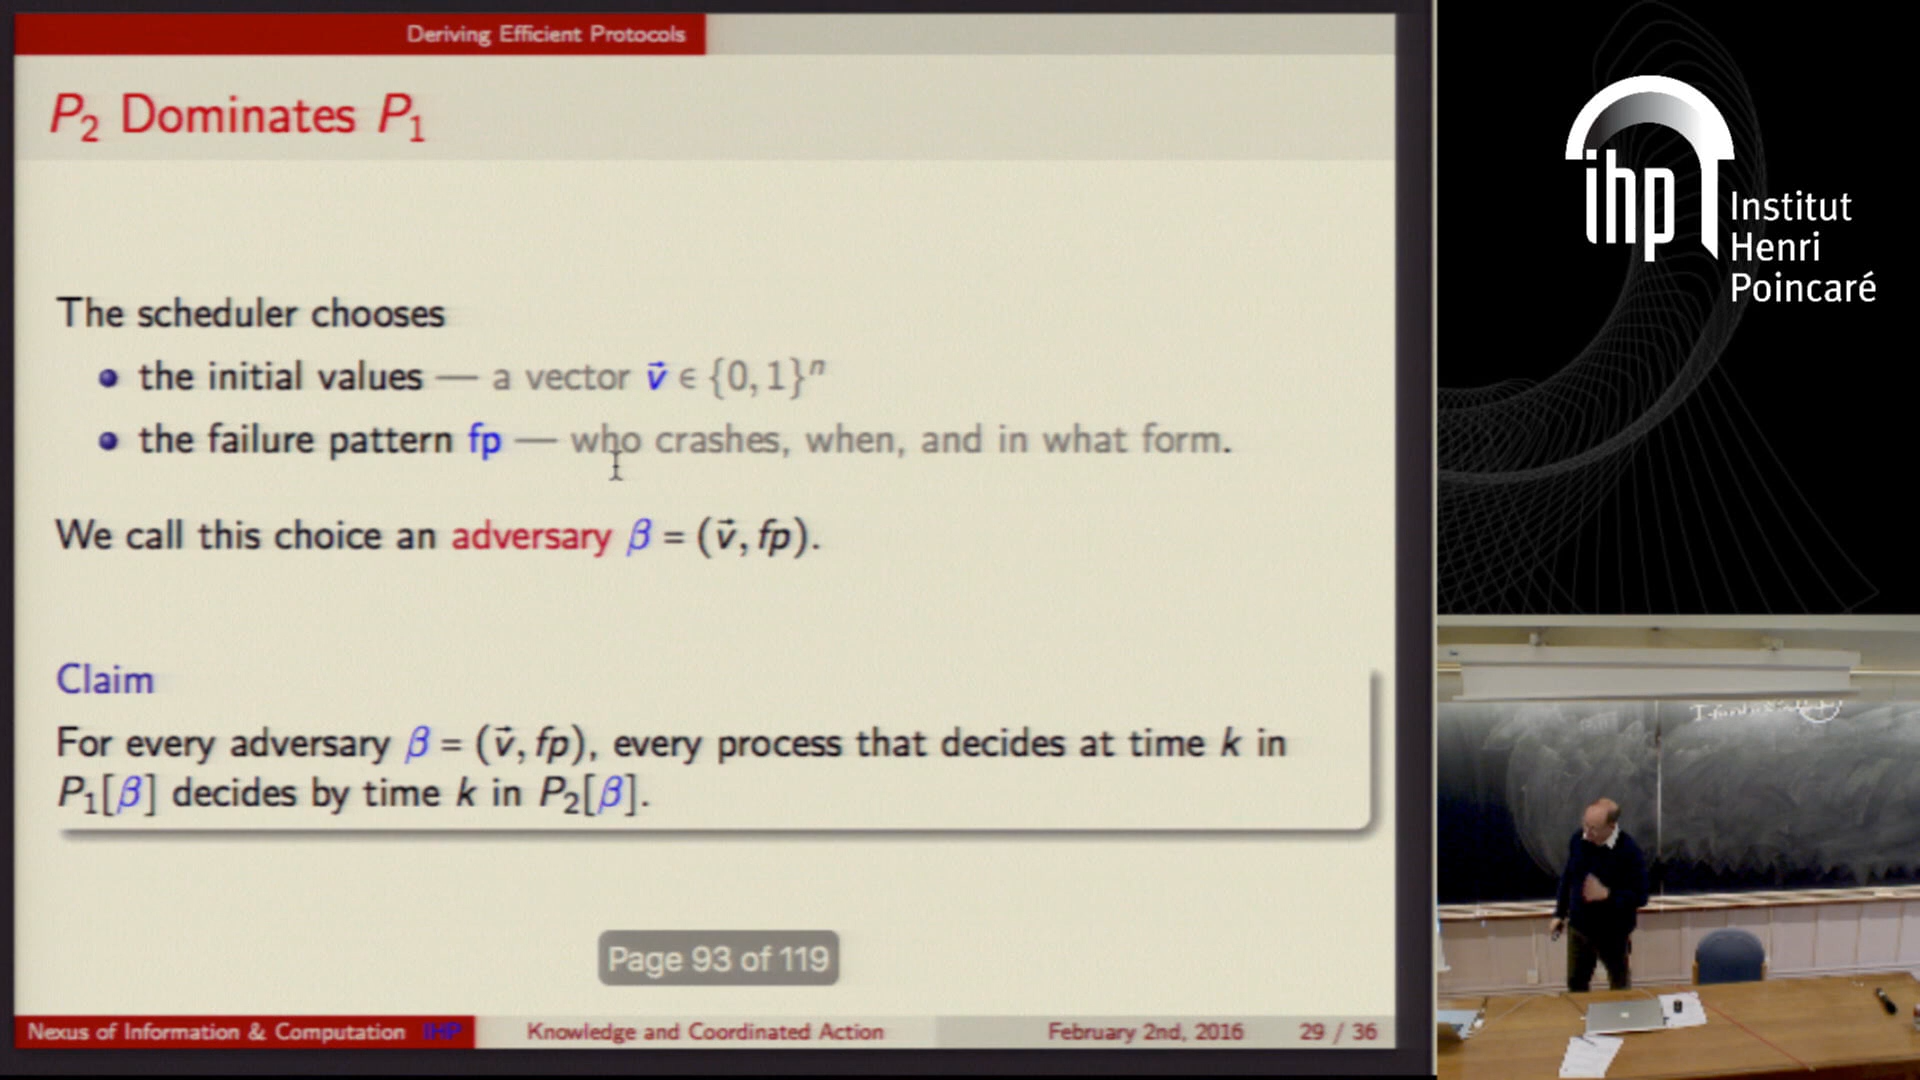 Deriving Efficient Protocols
P₂ Dominates P₁
The scheduler chooses
the initial values — a vector v⃗ ∈ {0, 1}ⁿ
the failure pattern fp — who crashes, when, and in what form.
We call this choice an adversary β = (v⃗, fp).
Claim
For every adversary β = (v⃗, fp), every process that decides at time k in
P₁[β] decides by time k in P₂[β].
Page 93 of 119
Nexus of Information & Computation IHP Knowledge and Coordinated Action February 2nd, 2016 29 / 36
ihp Institut
Henri
Poincaré